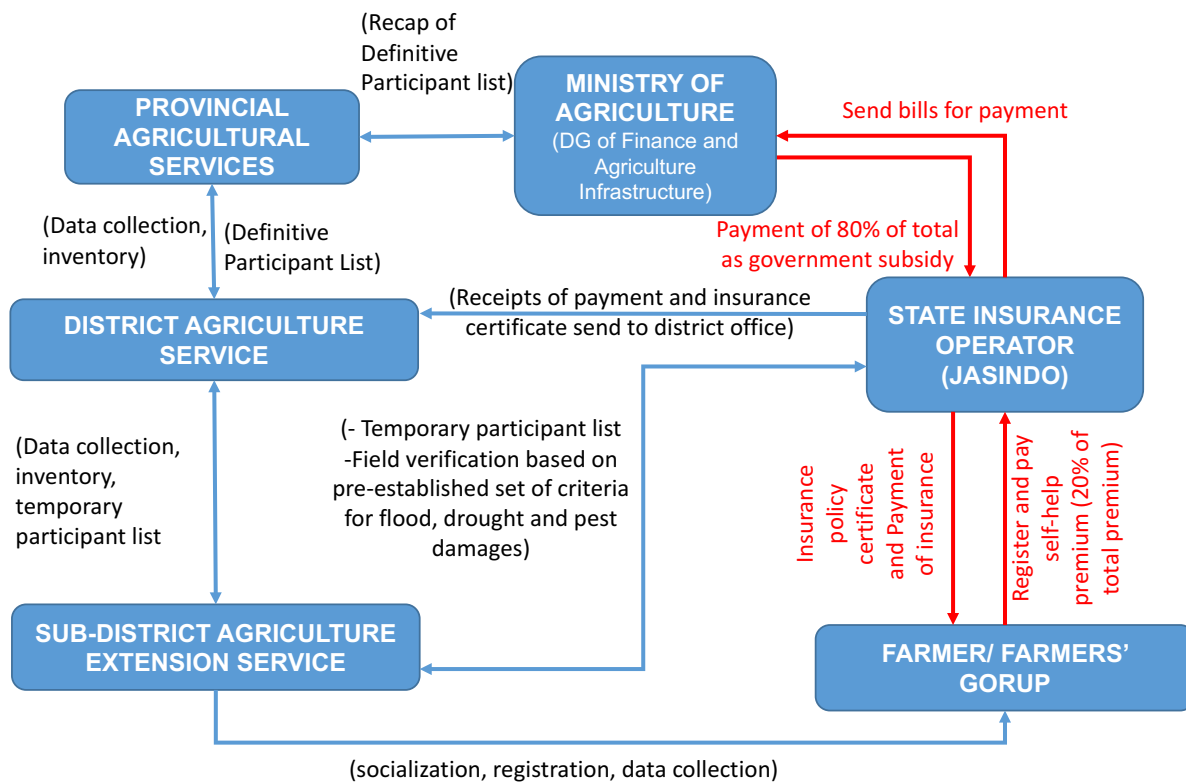 (Recap of
Definitive
Participant list)
MINISTRY OF
AGRICULTURE
(DG of Finance and
Agriculture
Infrastructure)
Send bills for payment
PROVINCIAL
AGRICULTURAL
SERVICES
Payment of 80% of total
as government subsidy
(Data collection,
inventory)
(Definitive
Participant List)
(Receipts of payment and insurance
certificate send to district office)
DISTRICT AGRICULTURE
SERVICE
STATE INSURANCE
OPERATOR
(JASINDO)
(Data collection,
inventory,
temporary
participant list
(- Temporary participant list
-Field verification based on
pre-established set of criteria
for flood, drought and pest
damages)
Insurance
policy
certificate
and Payment
of insurance
Register and pay
self-help
premium (20% of
total premium)
SUB-DISTRICT AGRICULTURE
EXTENSION SERVICE
FARMER/ FARMERS'
GORUP
(socialization, registration, data collection)